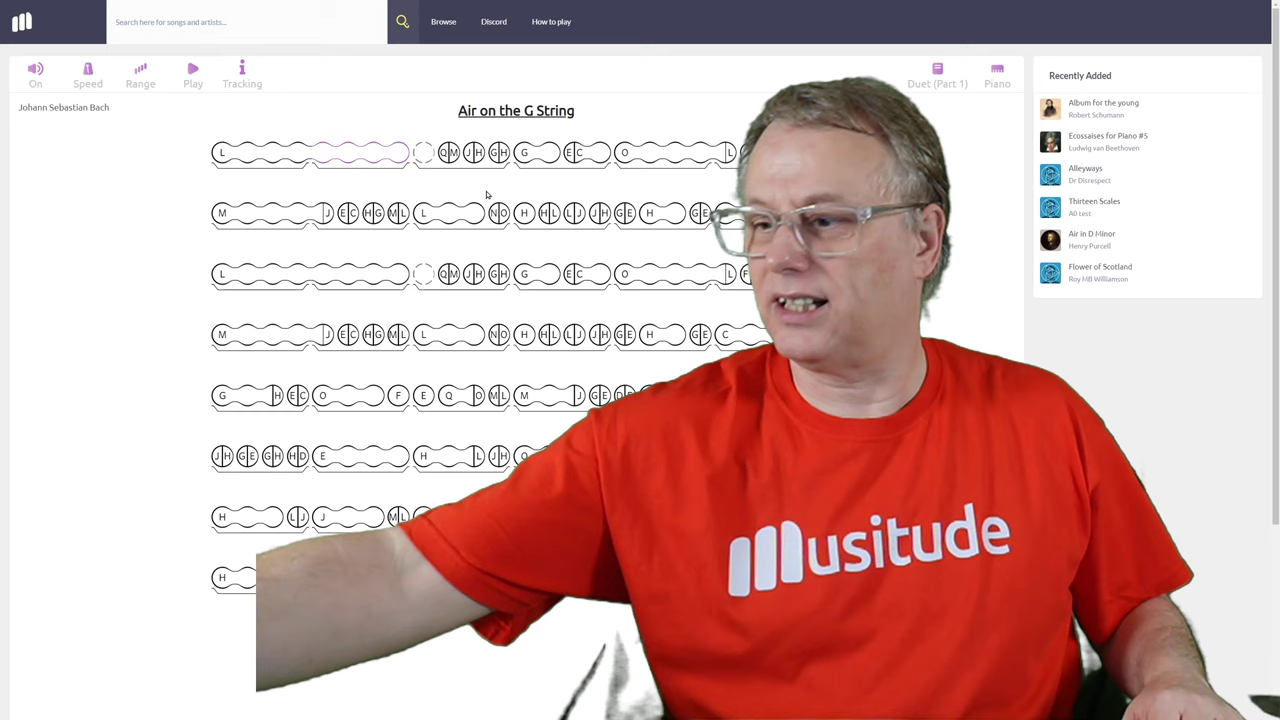 Search here for songs and artists...
Browse
Discord
How to play
On
Speed
Range
Play
Tracking
Duet (Part 1)
Piano
Johann Sebastian Bach
Air on the G String
L Q M J H G H G E C O L
M J E C H G M L L N O H H L L J J H G E H G E
L Q M J H G H G E C O L F
M J E C H G M L L N O H H L L J J H G E H G E C
G H E C O F E Q O M L M J G E
J H G E G H H D E H L J H
H L J J M L
H
Recently Added
Album for the young
Robert Schumann
Ecossaises for Piano #5
Ludwig van Beethoven
Alleyways
Dr Disrespect
Thirteen Scales
A0 test
Air in D Minor
Henry Purcell
Flower of Scotland
Roy MB Williamson
Musitude